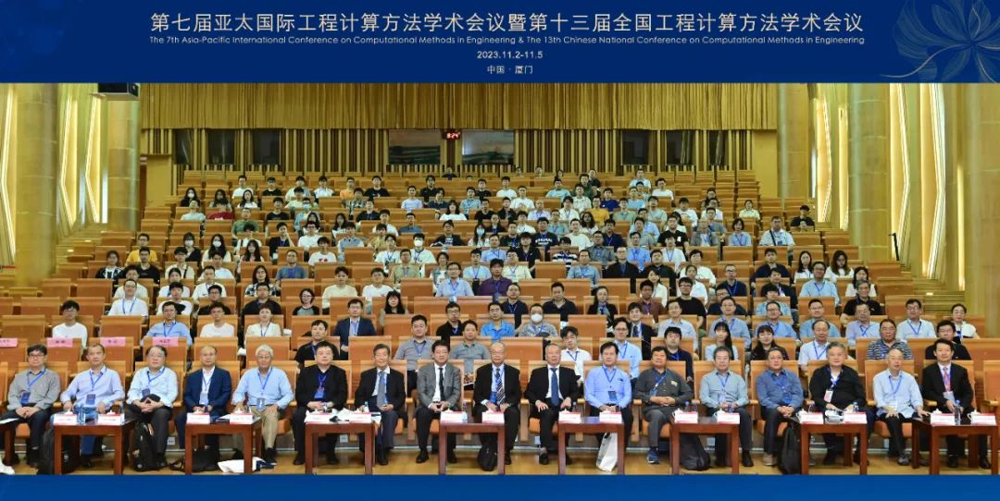 第七届亚太国际工程计算方法学术会议暨第十三届全国工程计算方法学术会议
The 7th Asia-Pacific International Conference on Computational Methods in Engineering & The 13th Chinese National Conference on Computational Methods in Engineering
2023.11.2-11.5
中国·厦门